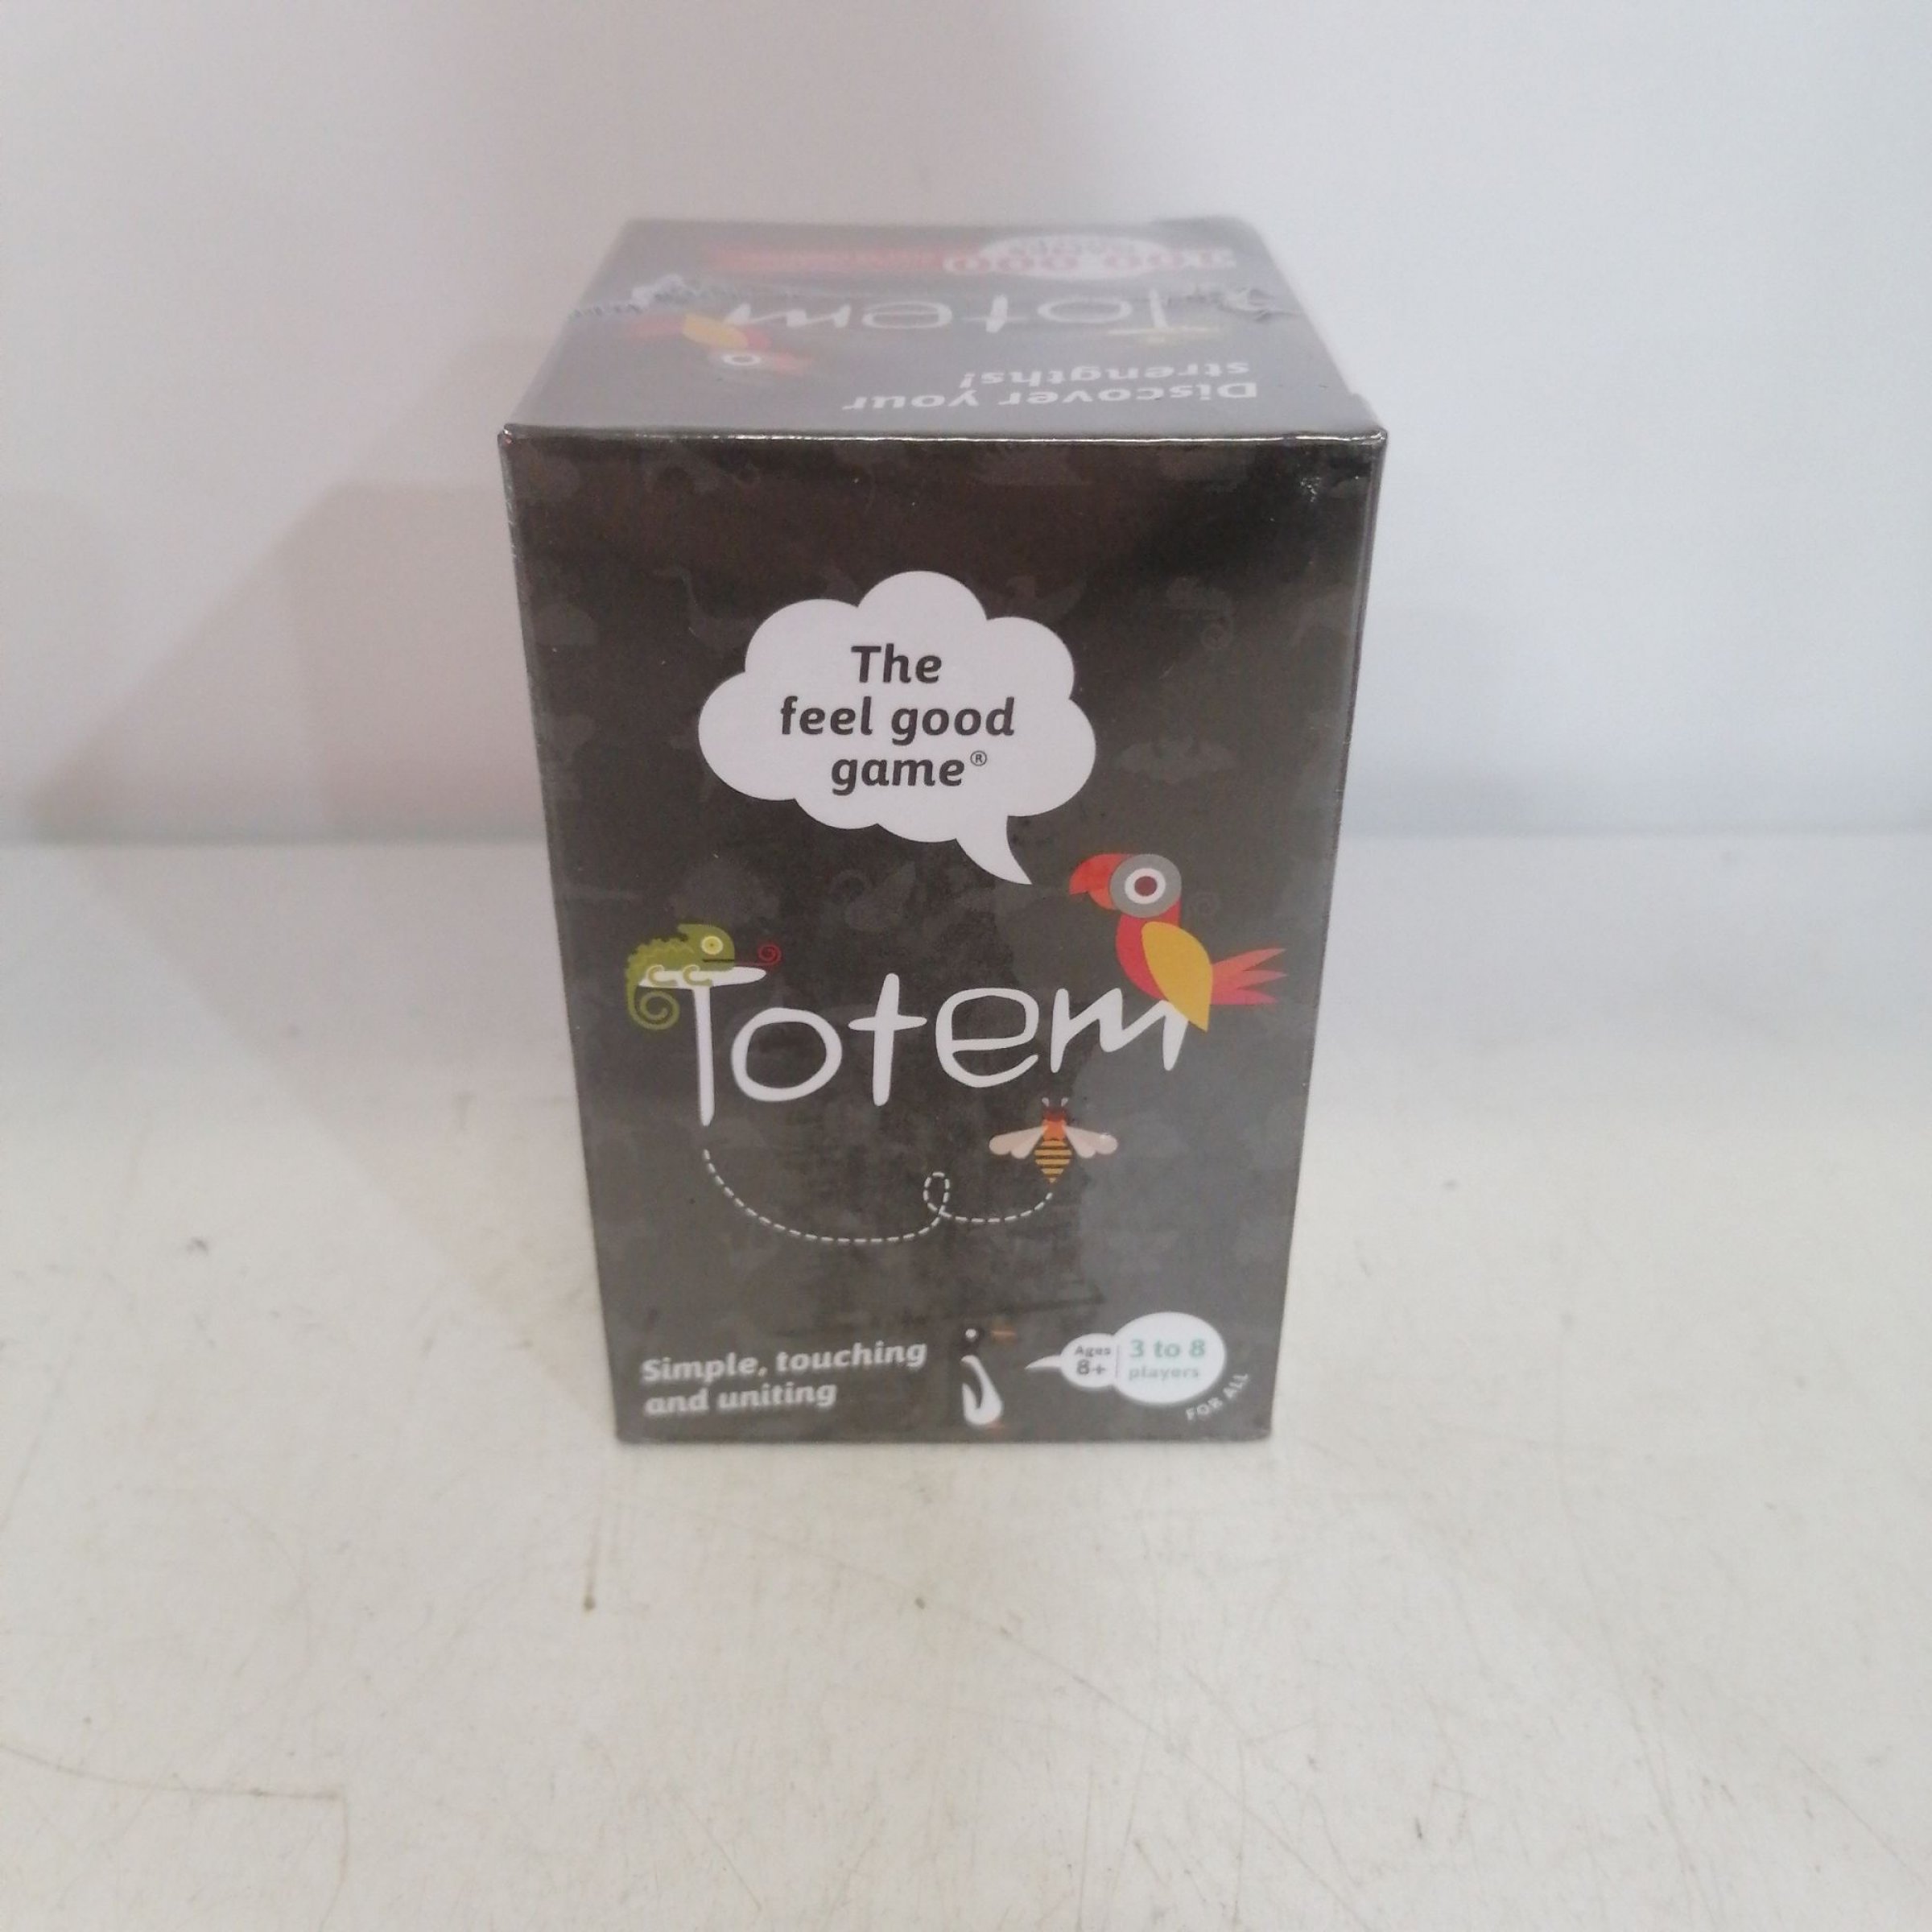 Totem
Discover your
strengths!
The
feel good
game®
Totem
Simple, touching
and uniting
Ages
8+
3 to 8
players
FOR ALL